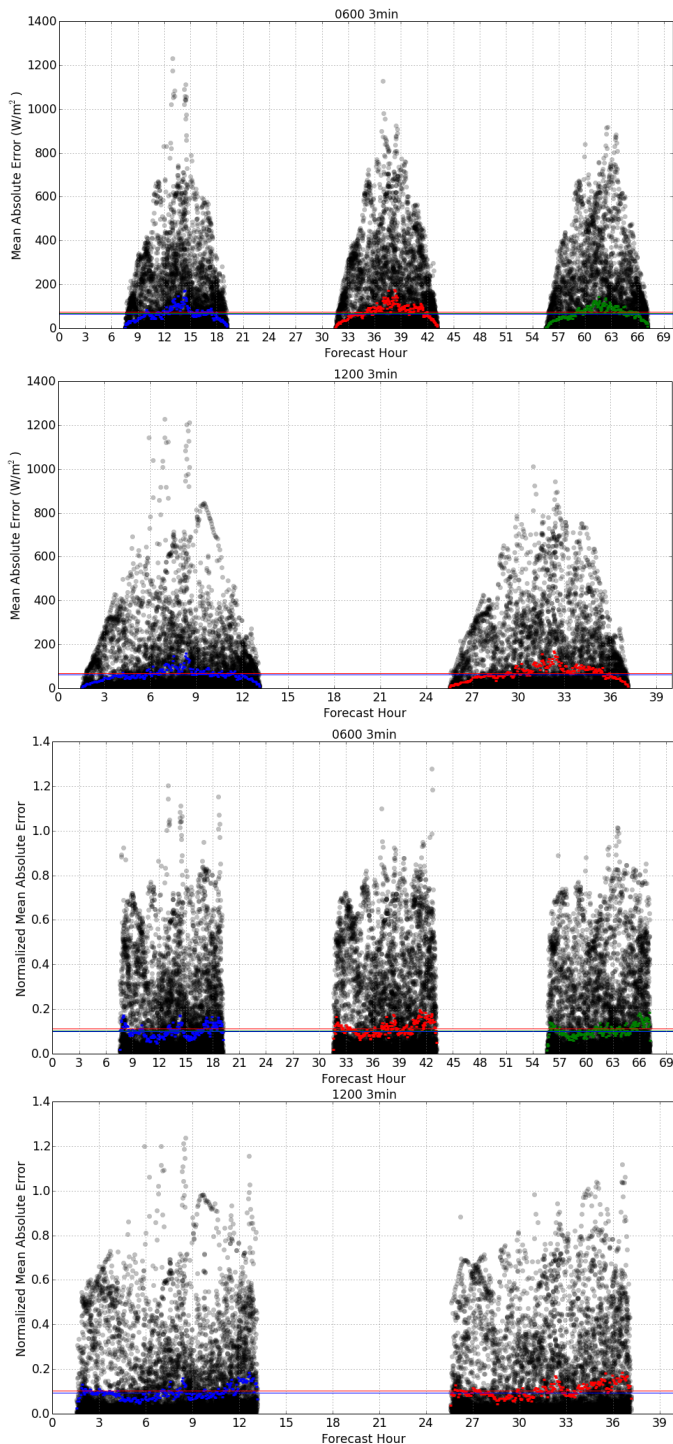 0600 3min
1400
1200
1000
800
600
400
200
0
Mean Absolute Error (W/m²)
0 3 6 9 12 15 18 21 24 27 30 33 36 39 42 45 48 51 54 57 60 63 66 69
Forecast Hour
1200 3min
1400
1200
1000
800
600
400
200
0
Mean Absolute Error (W/m²)
0 3 6 9 12 15 18 21 24 27 30 33 36 39
Forecast Hour
0600 3min
1.4
1.2
1.0
0.8
0.6
0.4
0.2
0.0
Normalized Mean Absolute Error
0 3 6 9 12 15 18 21 24 27 30 33 36 39 42 45 48 51 54 57 60 63 66 69
Forecast Hour
1200 3min
1.4
1.2
1.0
0.8
0.6
0.4
0.2
0.0
Normalized Mean Absolute Error
0 3 6 9 12 15 18 21 24 27 30 33 36 39
Forecast Hour